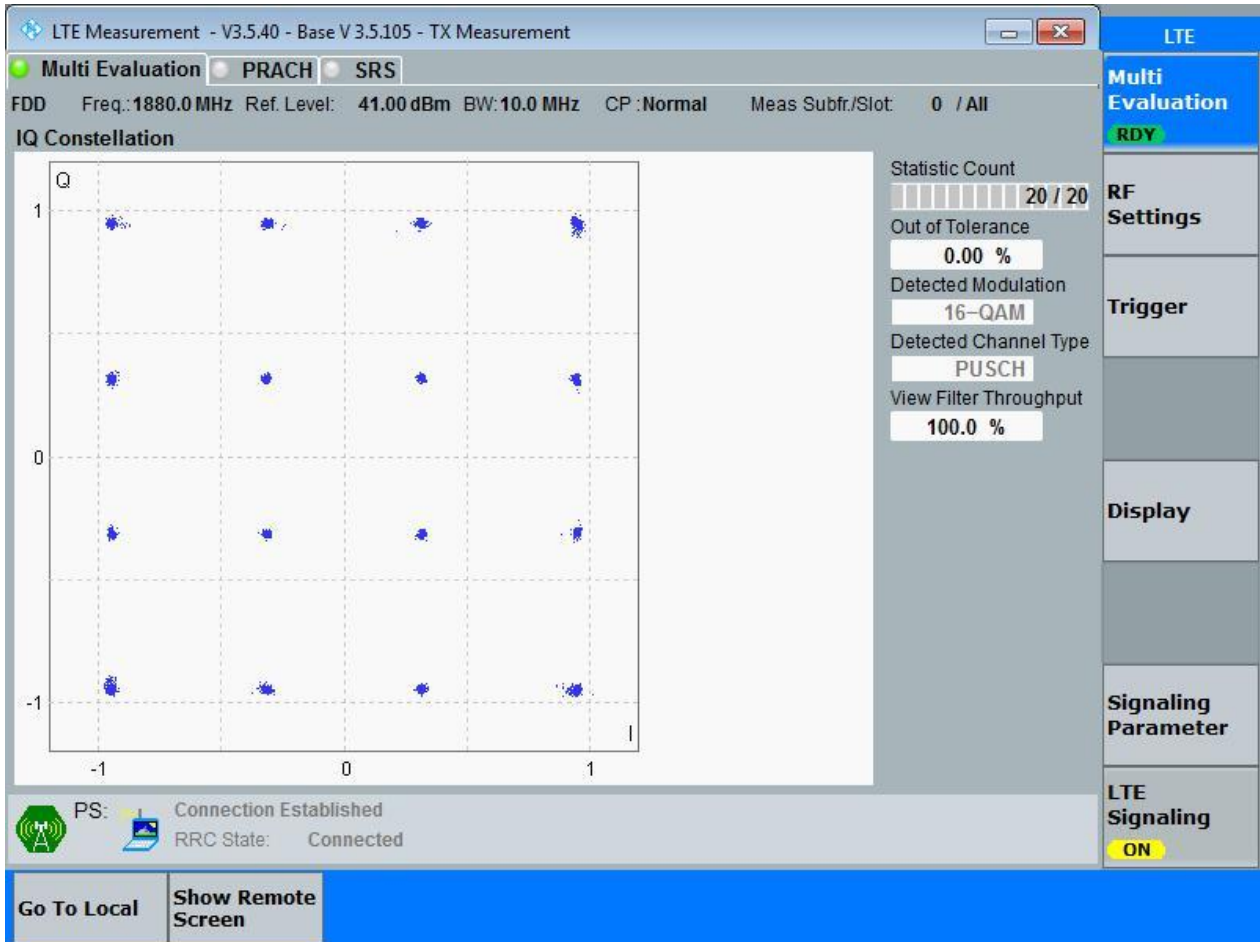 LTE Measurement - V3.5.40 - Base V 3.5.105 - TX Measurement
LTE
Multi Evaluation PRACH SRS
Multi
Evaluation
RDY
FDD Freq.: 1880.0 MHz Ref. Level: 41.00 dBm BW: 10.0 MHz CP : Normal Meas Subfr./Slot: 0 / All
IQ Constellation
Q
1
0
-1
-1 0 1
I
Statistic Count
20 / 20
Out of Tolerance
0.00 %
Detected Modulation
16-QAM
Detected Channel Type
PUSCH
View Filter Throughput
100.0 %
RF
Settings
Trigger
Display
Signaling
Parameter
LTE
Signaling
ON
PS: Connection Established
RRC State: Connected
Go To Local
Show Remote
Screen